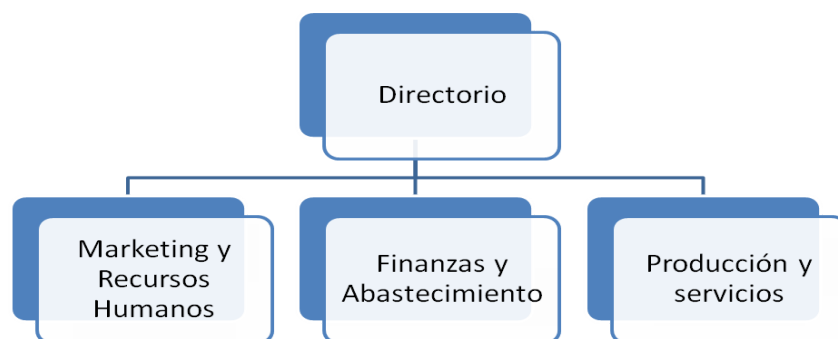 Directorio
Marketing y
Recursos
Humanos
Finanzas y
Abastecimiento
Producción y
servicios